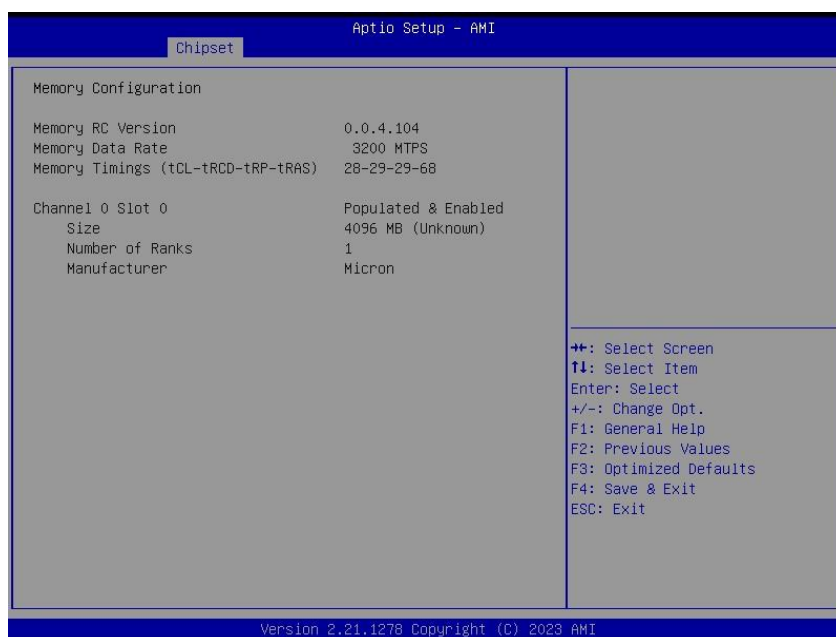 Aptio Setup - AMI
Chipset
Memory Configuration
Memory RC Version 0.0.4.104
Memory Data Rate 3200 MTPS
Memory Timings (tCL-tRCD-tRP-tRAS) 28-29-29-68
Channel 0 Slot 0 Populated & Enabled
Size 4096 MB (Unknown)
Number of Ranks 1
Manufacturer Micron
→←: Select Screen
↑↓: Select Item
Enter: Select
+/-: Change Opt.
F1: General Help
F2: Previous Values
F3: Optimized Defaults
F4: Save & Exit
ESC: Exit
Version 2.21.1278 Copyright (C) 2023 AMI